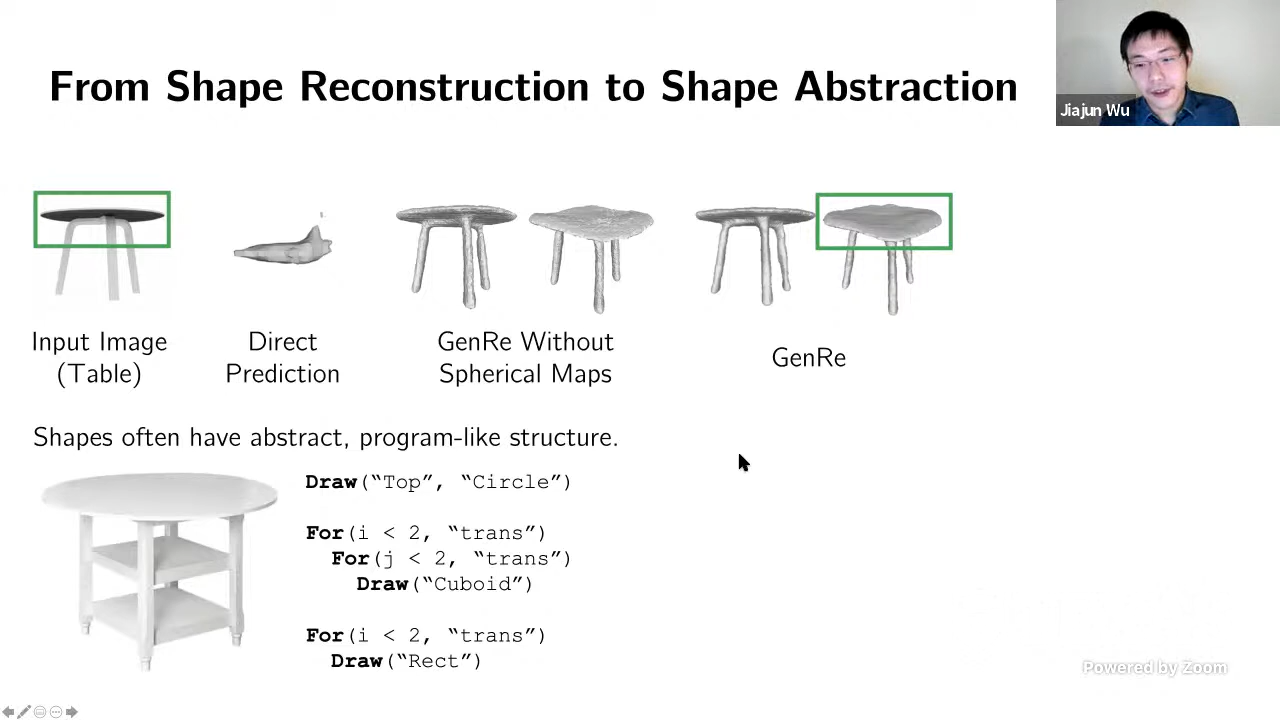 From Shape Reconstruction to Shape Abstraction
Jiajun Wu
Input Image
(Table)
Direct
Prediction
GenRe Without
Spherical Maps
GenRe
Shapes often have abstract, program-like structure.
Draw(“Top”, “Circle”)
For(i < 2, “trans”)
For(j < 2, “trans”)
Draw(“Cuboid”)
For(i < 2, “trans”)
Draw(“Rect”)
Powered by Zoom